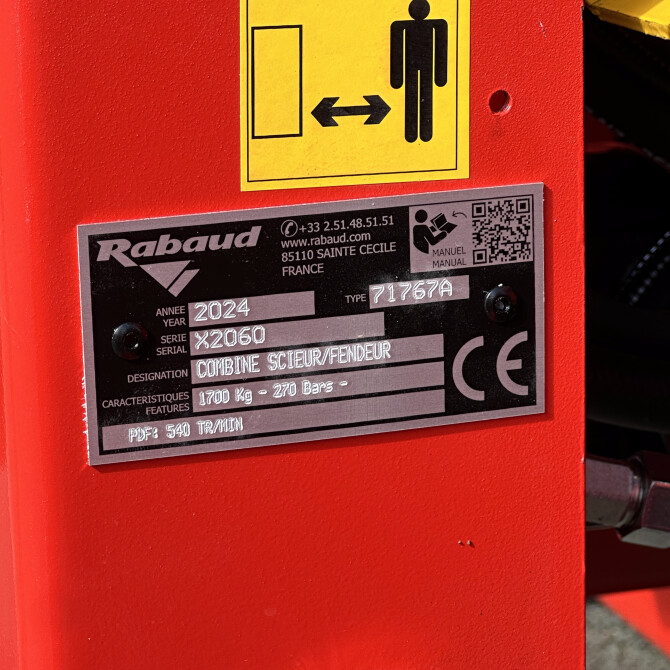 Rabaud
✆+33 2.51.48.51.51
www.rabaud.com
85110 SAINTE CECILE
FRANCE
MANUEL
MANUAL
ANNEE
YEAR
2024
TYPE
71767A
SERIE
SERIAL
X2060
DESIGNATION
COMBINE SCIEUR/FENDEUR
CARACTERISTIQUES
FEATURES
1700 Kg - 270 Bars -
PDF: 540 TR/MIN
CE